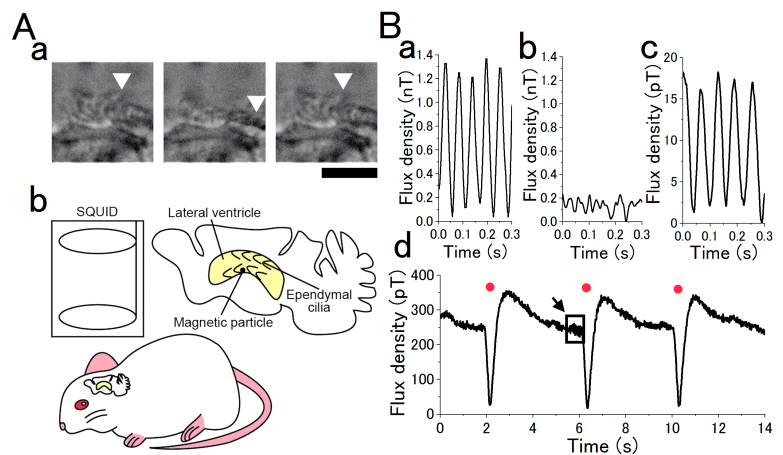 A
a
b
SQUID
Lateral ventricle
Ependymal
cilia
Magnetic particle
B
a
Flux density (nT)
1.4
1.2
1.0
0.8
0.6
0.4
0.2
0.0
0.0 0.1 0.2 0.3
Time (s)
b
Flux density (nT)
1.4
1.2
1.0
0.8
0.6
0.4
0.2
0.0
0.0 0.1 0.2 0.3
Time (s)
c
Flux density (pT)
20
15
10
5
0
0.0 0.1 0.2 0.3
Time (s)
d
Flux density (pT)
400
350
300
250
200
150
100
50
0
0 2 4 6 8 10 12 14
Time (s)